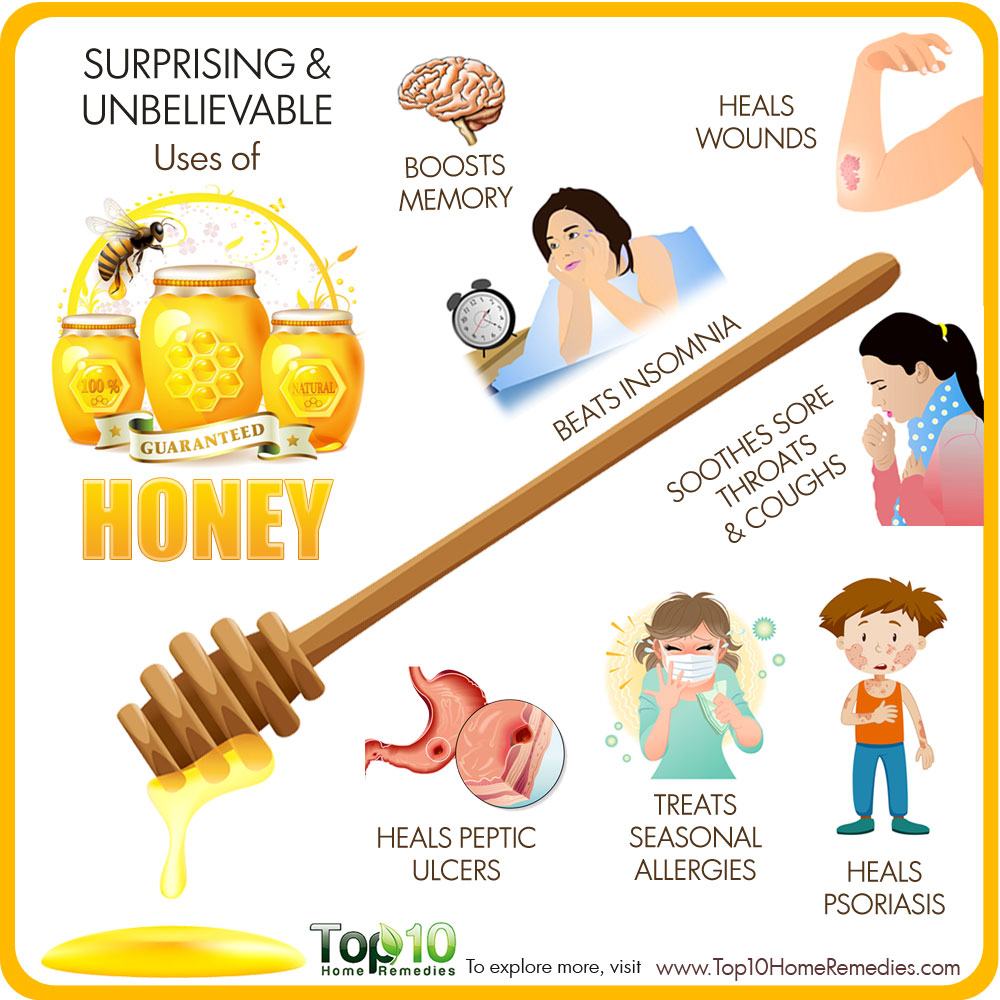 SURPRISING &
UNBELIEVABLE
Uses of
100 %
NATURAL
GUARANTEED
HONEY
BOOSTS
MEMORY
HEALS
WOUNDS
BEATS INSOMNIA
SOOTHES SORE
THROATS
& COUGHS
HEALS PEPTIC
ULCERS
TREATS
SEASONAL
ALLERGIES
HEALS
PSORIASIS
Top10
Home Remedies
To explore more, visit www.Top10HomeRemedies.com